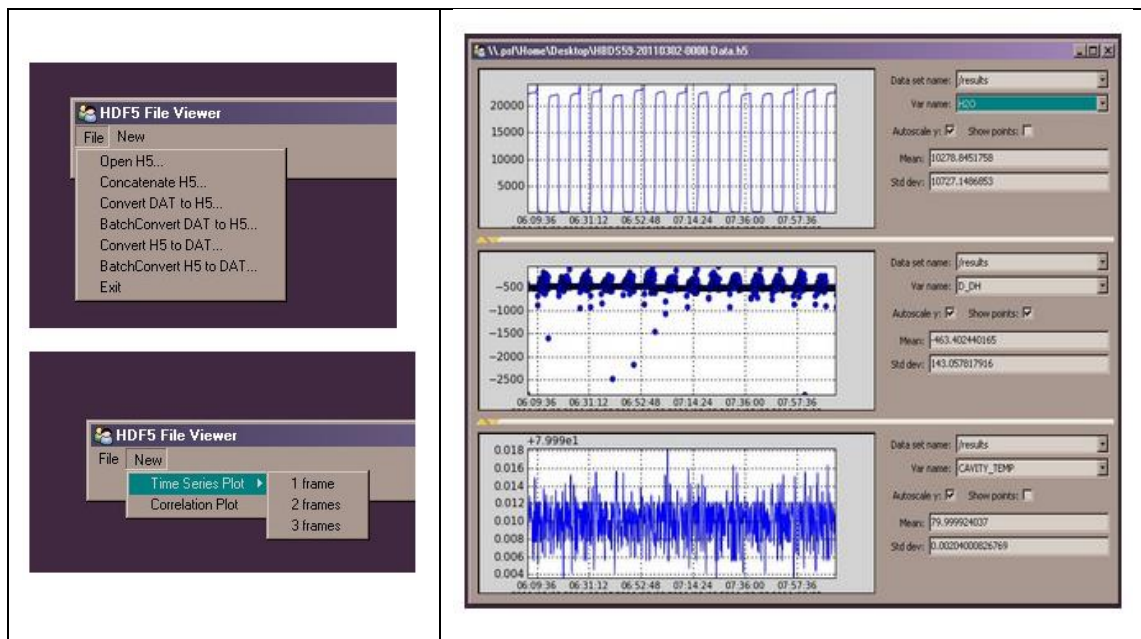 HDF5 File Viewer
File New
Open H5...
Concatenate H5...
Convert DAT to H5...
BatchConvert DAT to H5...
Convert H5 to DAT...
BatchConvert H5 to DAT...
Exit
HDF5 File Viewer
File New
Time Series Plot 1 frame
Correlation Plot 2 frames
3 frames
\\.psf\Home\Desktop\HBDS59-20110302-0000-Data.h5
20000
15000
10000
5000
06:09:36 06:31:12 06:52:48 07:14:24 07:36:00 07:57:36
Data set name: /results
Var name: H2O
Autoscale y: Show points:
Mean: 10278.8451758
Std dev: 10727.1486853
−500
−1000
−1500
−2000
−2500
06:09:36 06:31:12 06:52:48 07:14:24 07:36:00 07:57:36
Data set name: /results
Var name: D_DH
Autoscale y: Show points:
Mean: -463.402440165
Std dev: 143.057817916
+7.999e1
0.018
0.016
0.014
0.012
0.010
0.008
0.006
0.004
06:09:36 06:31:12 06:52:48 07:14:24 07:36:00 07:57:36
Data set name: /results
Var name: CAVITY_TEMP
Autoscale y: Show points:
Mean: 79.999924037
Std dev: 0.00204000826769